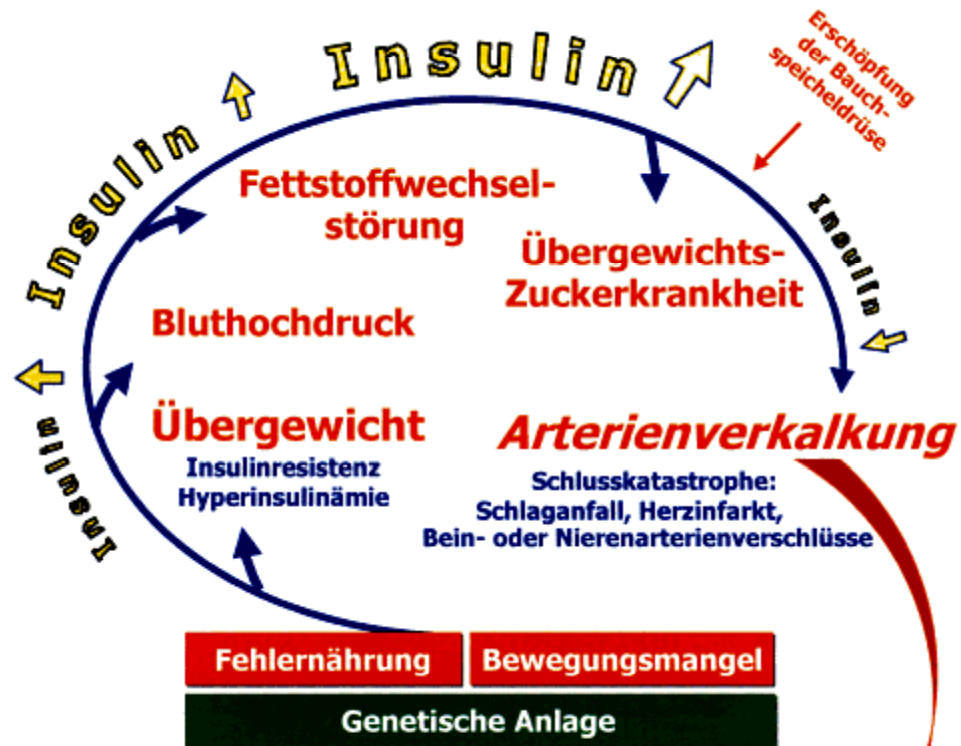 Insulin
Insulin
Insulin
Insulin
Erschöpfung
der Bauch-
speicheldrüse
Fettstoffwechsel-
störung
Übergewichts-
Zuckerkrankheit
Bluthochdruck
Übergewicht
Insulinresistenz
Hyperinsulinämie
Arterienverkalkung
Schlusskatastrophe:
Schlaganfall, Herzinfarkt,
Bein- oder Nierenarterienverschlüsse
Fehlernährung
Bewegungsmangel
Genetische Anlage